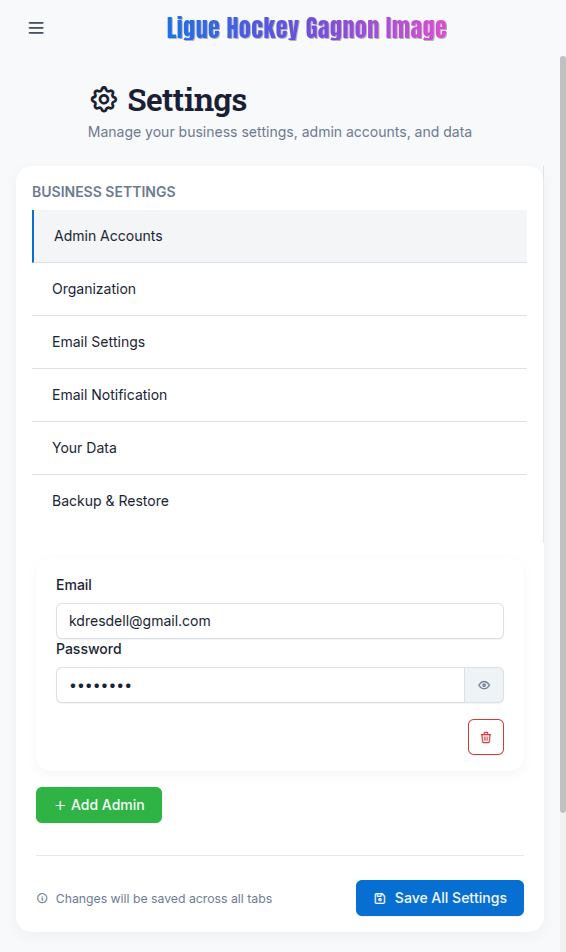 Ligue Hockey Gagnon Image
Settings
Manage your business settings, admin accounts, and data
BUSINESS SETTINGS
Admin Accounts
Organization
Email Settings
Email Notification
Your Data
Backup & Restore
Email
kdresdell@gmail.com
Password
••••••••
+ Add Admin
Changes will be saved across all tabs
Save All Settings